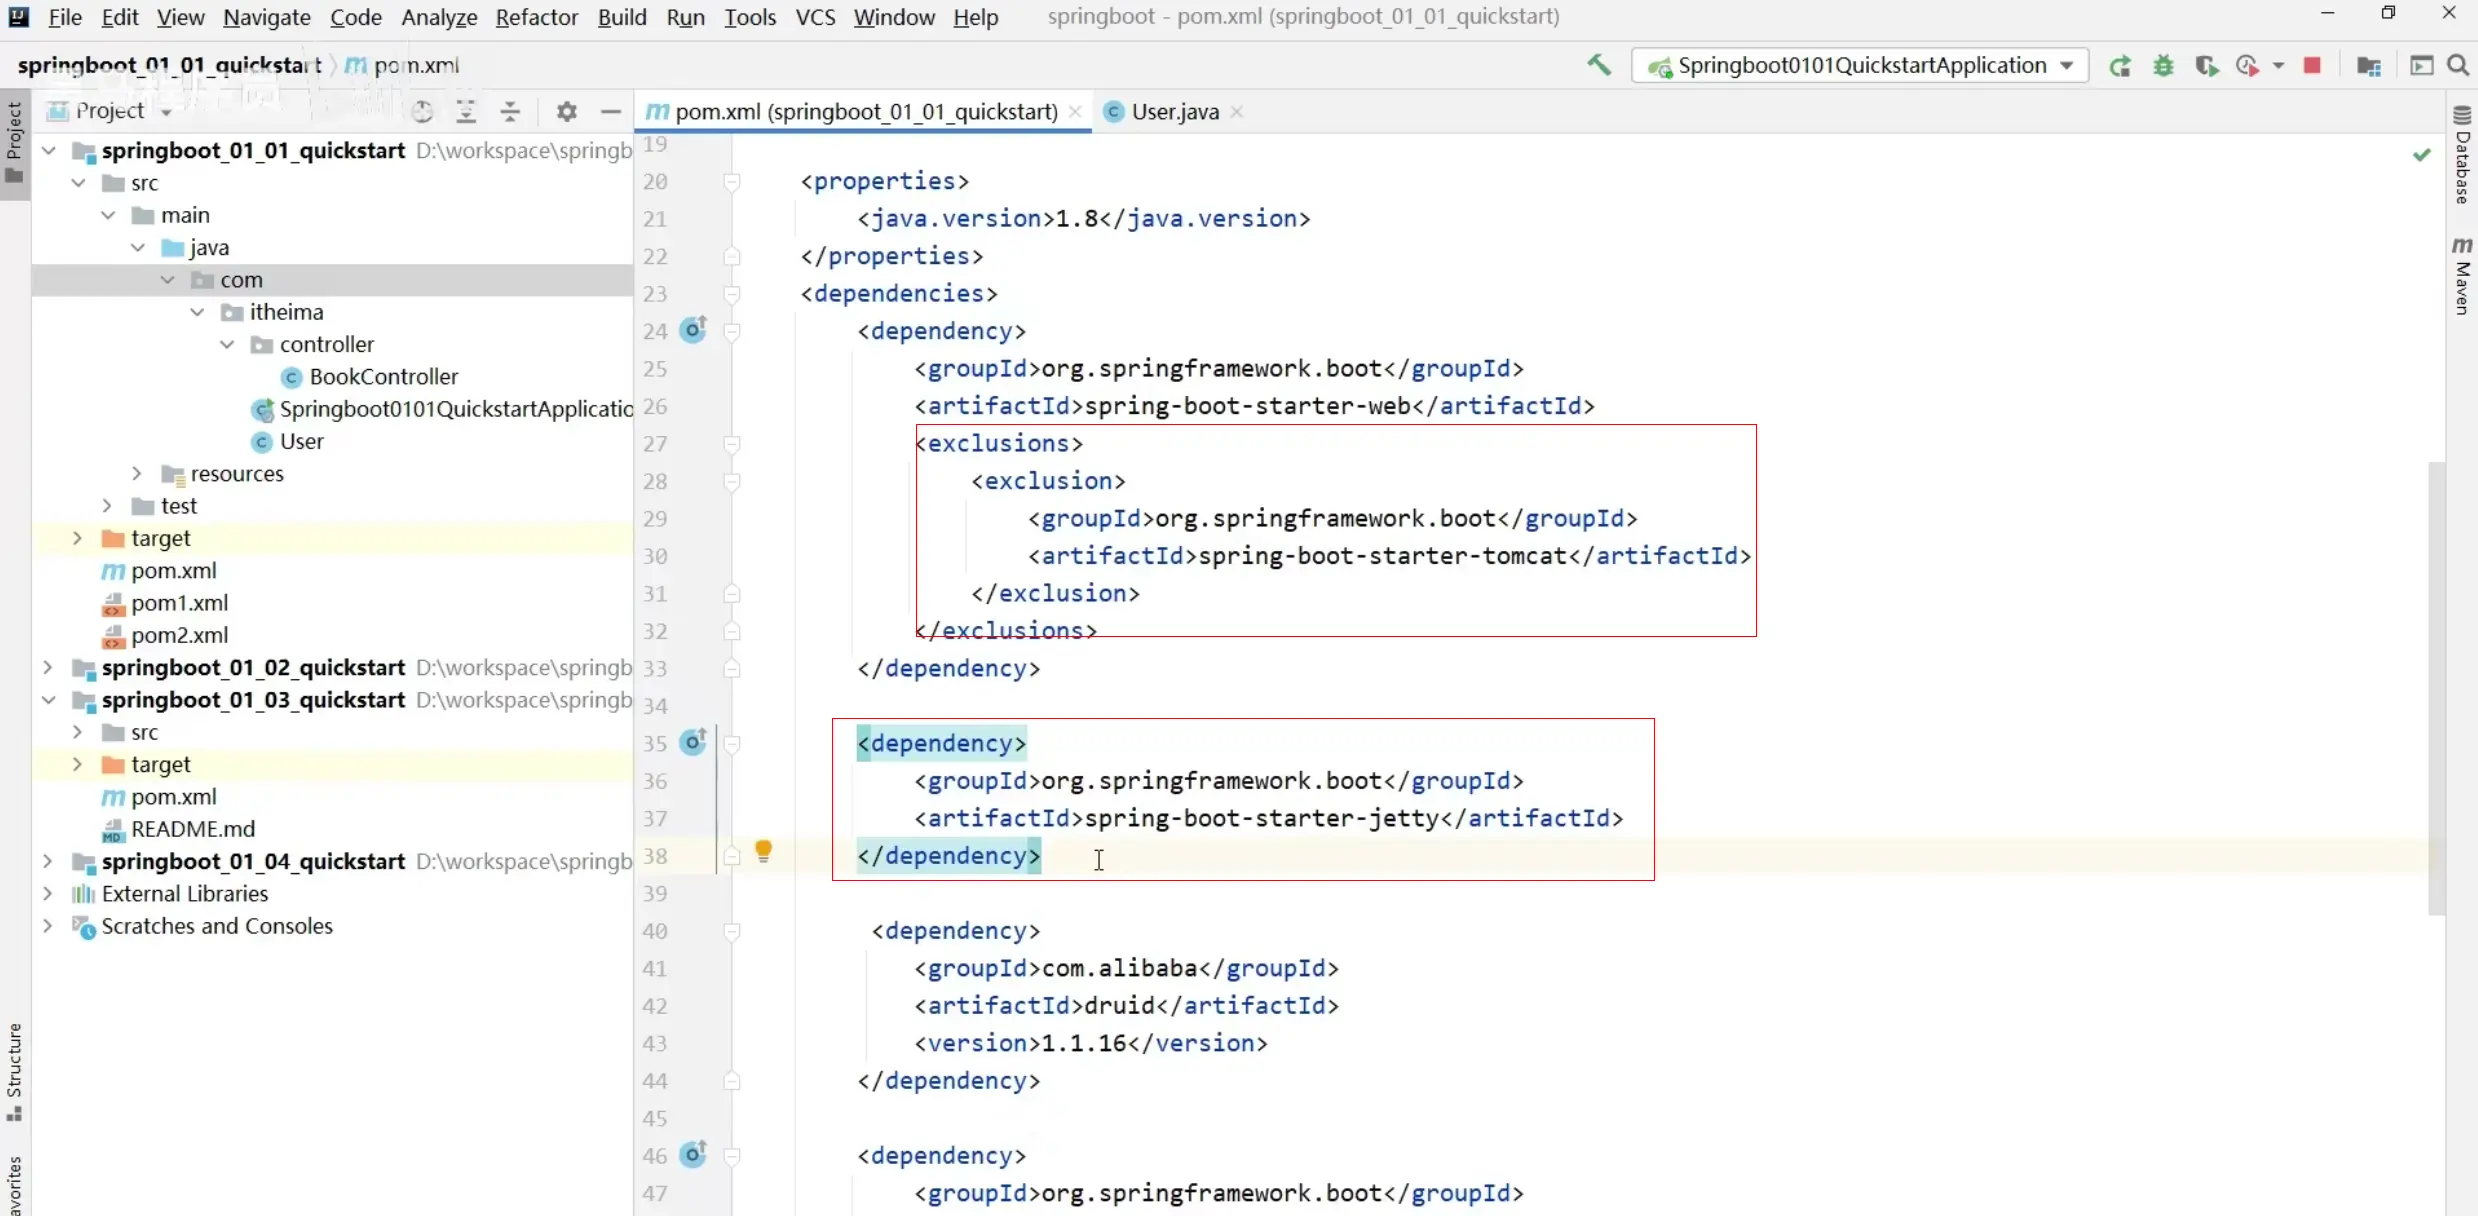 File Edit View Navigate Code Analyze Refactor Build Run Tools VCS Window Help springboot - pom.xml (springboot_01_01_quickstart)
springboot_01_01_quickstart pom.xml
Springboot0101QuickstartApplication
Project
Project
springboot_01_01_quickstart D:\workspace\springb
src
main
java
com
itheima
controller
BookController
Springboot0101QuickstartApplicatio
User
resources
test
target
pom.xml
pom1.xml
pom2.xml
springboot_01_02_quickstart D:\workspace\springb
springboot_01_03_quickstart D:\workspace\springb
src
target
pom.xml
README.md
springboot_01_04_quickstart D:\workspace\springb
External Libraries
Scratches and Consoles
Structure
avorites
pom.xml (springboot_01_01_quickstart) User.java
19
20 <properties>
21 <java.version>1.8</java.version>
22 </properties>
23 <dependencies>
24 <dependency>
25 <groupId>org.springframework.boot</groupId>
26 <artifactId>spring-boot-starter-web</artifactId>
27 <exclusions>
28 <exclusion>
29 <groupId>org.springframework.boot</groupId>
30 <artifactId>spring-boot-starter-tomcat</artifactId>
31 </exclusion>
32 </exclusions>
33 </dependency>
34
35 <dependency>
36 <groupId>org.springframework.boot</groupId>
37 <artifactId>spring-boot-starter-jetty</artifactId>
38 </dependency>
39
40 <dependency>
41 <groupId>com.alibaba</groupId>
42 <artifactId>druid</artifactId>
43 <version>1.1.16</version>
44 </dependency>
45
46 <dependency>
47 <groupId>org.springframework.boot</groupId>
Database
Maven